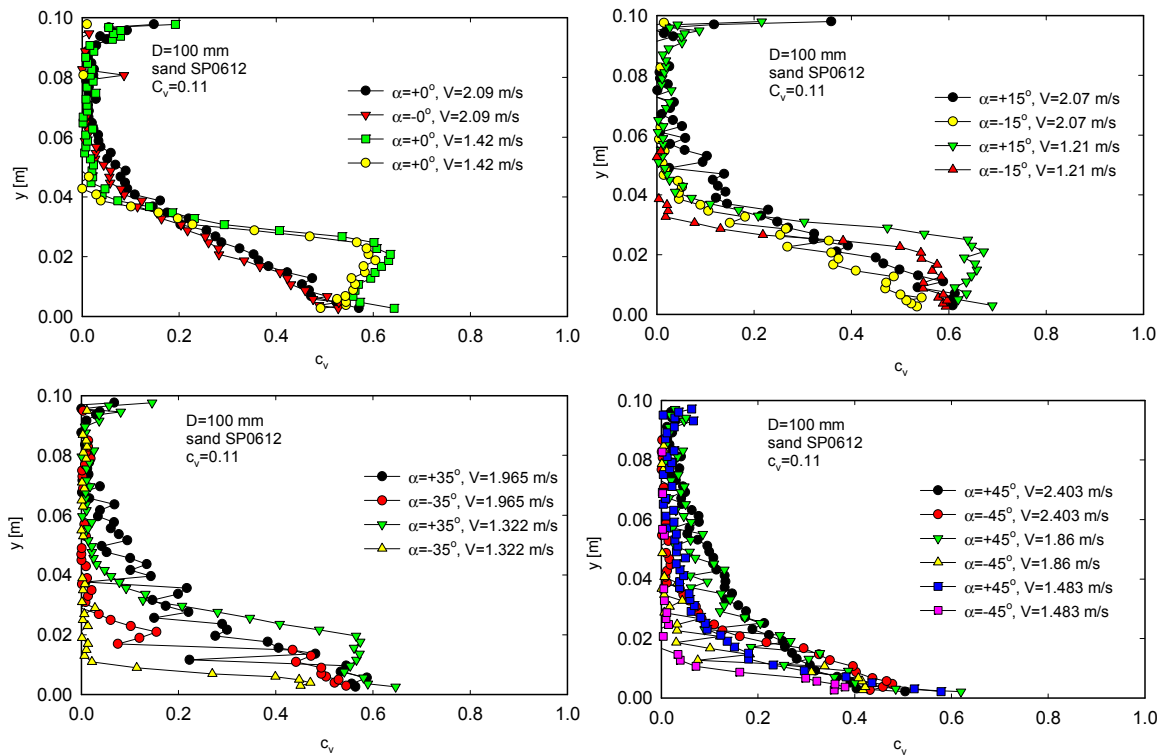 0.10
0.08
0.06
0.04
0.02
0.00
y [m]
0.0 0.2 0.4 0.6 0.8 1.0
cv
D=100 mm
sand SP0612
Cv=0.11
α=+0°, V=2.09 m/s
α=-0°, V=2.09 m/s
α=+0°, V=1.42 m/s
α=+0°, V=1.42 m/s
0.10
0.08
0.06
0.04
0.02
0.00
y [m]
0.0 0.2 0.4 0.6 0.8 1.0
cv
D=100 mm
sand SP0612
Cv=0.11
α=+15°, V=2.07 m/s
α=-15°, V=2.07 m/s
α=+15°, V=1.21 m/s
α=-15°, V=1.21 m/s
0.10
0.08
0.06
0.04
0.02
0.00
y [m]
0.0 0.2 0.4 0.6 0.8 1.0
cv
D=100 mm
sand SP0612
cv=0.11
α=+35°, V=1.965 m/s
α=-35°, V=1.965 m/s
α=+35°, V=1.322 m/s
α=-35°, V=1.322 m/s
0.10
0.08
0.06
0.04
0.02
0.00
y [m]
0.0 0.2 0.4 0.6 0.8 1.0
cv
D=100 mm
sand SP0612
cv=0.11
α=+45°, V=2.403 m/s
α=-45°, V=2.403 m/s
α=+45°, V=1.86 m/s
α=-45°, V=1.86 m/s
α=+45°, V=1.483 m/s
α=-45°, V=1.483 m/s